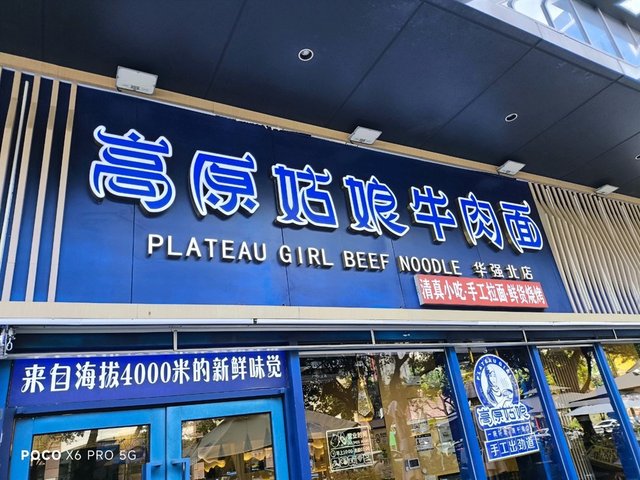 高原姑娘牛肉面
PLATEAU GIRL BEEF NOODLE 华强北店
清真小吃·手工拉面·鲜货烧烤
来自海拔4000米的新鲜味觉
高原姑娘
手工出劲道
POCO X6 PRO 5G